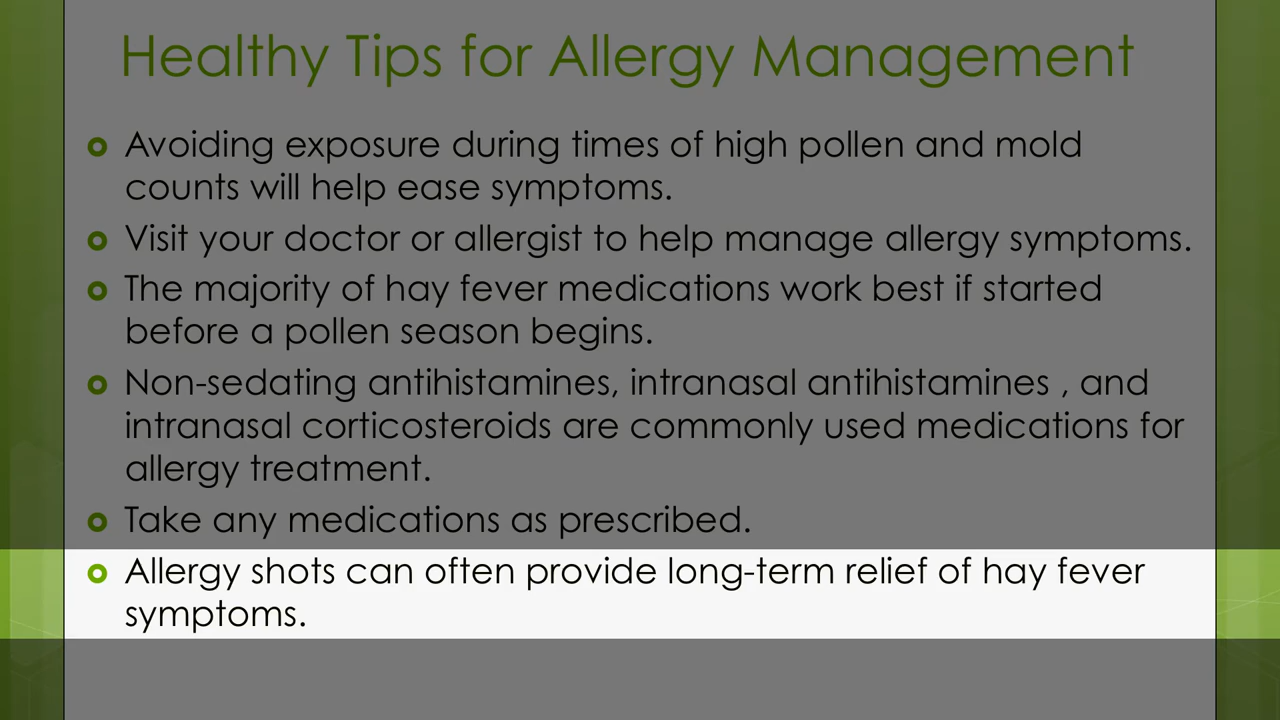 Healthy Tips for Allergy Management
Avoiding exposure during times of high pollen and mold
counts will help ease symptoms.
Visit your doctor or allergist to help manage allergy symptoms.
The majority of hay fever medications work best if started
before a pollen season begins.
Non-sedating antihistamines, intranasal antihistamines , and
intranasal corticosteroids are commonly used medications for
allergy treatment.
Take any medications as prescribed.
Allergy shots can often provide long-term relief of hay fever
symptoms.